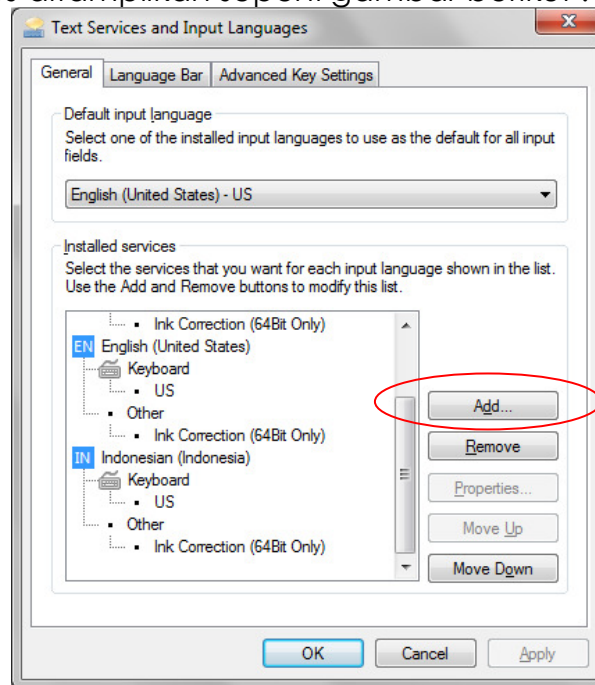 Text Services and Input Languages
General Language Bar Advanced Key Settings
Default input language
Select one of the installed input languages to use as the default for all input
fields.
English (United States) - US
Installed services
Select the services that you want for each input language shown in the list.
Use the Add and Remove buttons to modify this list.
Ink Correction (64Bit Only)
EN English (United States)
Keyboard
US
Other
Ink Correction (64Bit Only)
IN Indonesian (Indonesia)
Keyboard
US
Other
Ink Correction (64Bit Only)
Add...
Remove
Properties...
Move Up
Move Down
OK Cancel Apply